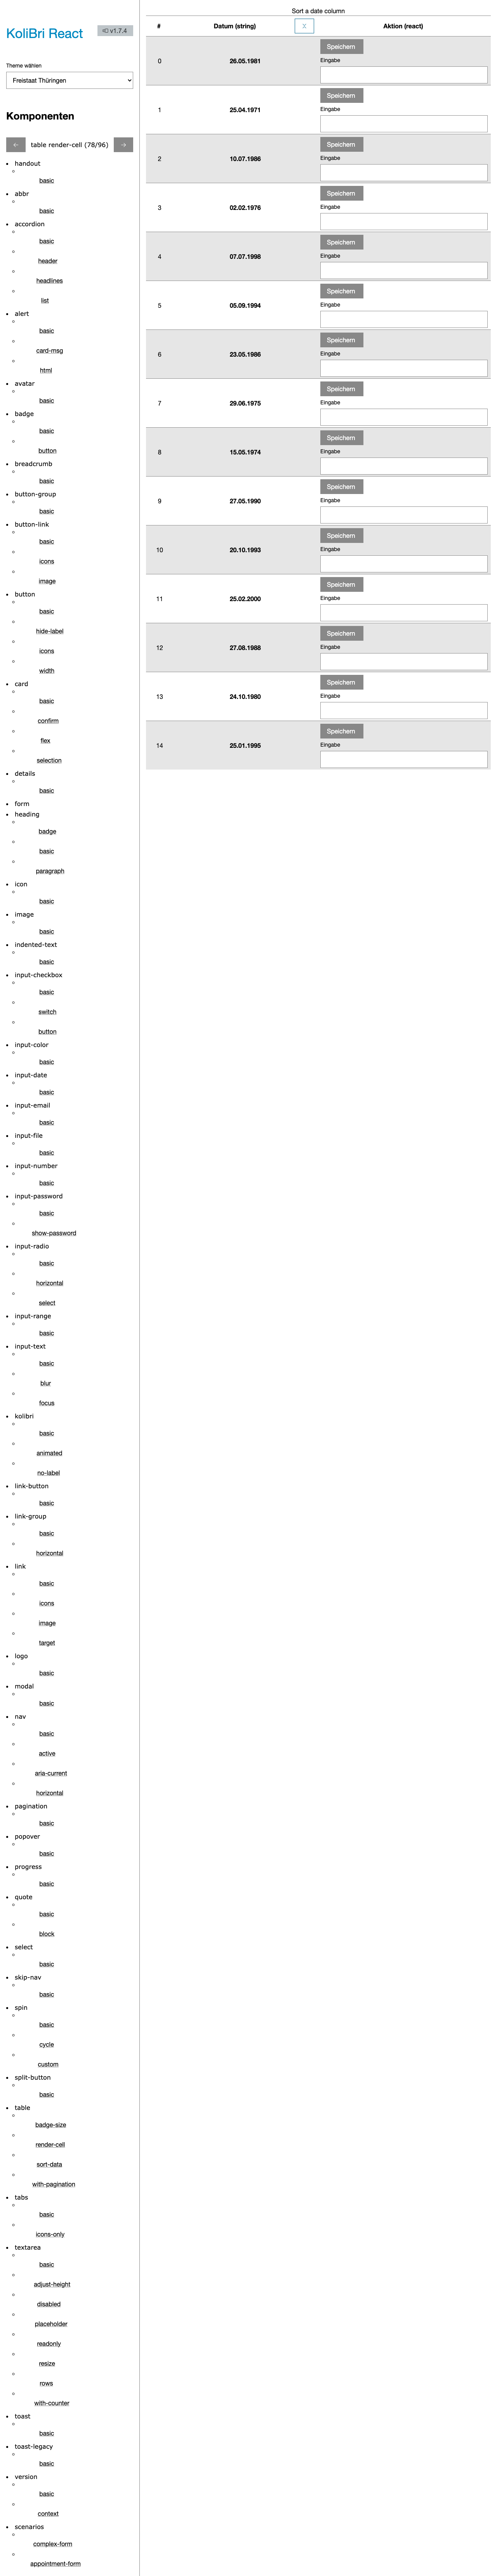 KoliBri React
v1.7.4
Theme wählen
Freistaat Thüringen
Komponenten
← table render-cell (78/96) →
handout
basic
abbr
basic
accordion
basic
header
headlines
list
alert
basic
card-msg
html
avatar
basic
badge
basic
button
breadcrumb
basic
button-group
basic
button-link
basic
icons
image
button
basic
hide-label
icons
width
card
basic
confirm
flex
selection
details
basic
form
heading
badge
basic
paragraph
icon
basic
image
basic
indented-text
basic
input-checkbox
basic
switch
button
input-color
basic
input-date
basic
input-email
basic
input-file
basic
input-number
basic
input-password
basic
show-password
input-radio
basic
horizontal
select
input-range
basic
input-text
basic
blur
focus
kolibri
basic
animated
no-label
link-button
basic
link-group
basic
horizontal
link
basic
icons
image
target
logo
basic
modal
basic
nav
basic
active
aria-current
horizontal
pagination
basic
popover
basic
progress
basic
quote
basic
block
select
basic
skip-nav
basic
spin
basic
cycle
custom
split-button
basic
table
badge-size
render-cell
sort-data
with-pagination
tabs
basic
icons-only
textarea
basic
adjust-height
disabled
placeholder
readonly
resize
rows
with-counter
toast
basic
toast-legacy
basic
version
basic
context
scenarios
complex-form
appointment-form
Sort a date column
# Datum (string) Aktion (react)
Speichern
0 26.05.1981 Eingabe
Speichern
1 25.04.1971 Eingabe
Speichern
2 10.07.1986 Eingabe
Speichern
3 02.02.1976 Eingabe
Speichern
4 07.07.1998 Eingabe
Speichern
5 05.09.1994 Eingabe
Speichern
6 23.05.1986 Eingabe
Speichern
7 29.06.1975 Eingabe
Speichern
8 15.05.1974 Eingabe
Speichern
9 27.05.1990 Eingabe
Speichern
10 20.10.1993 Eingabe
Speichern
11 25.02.2000 Eingabe
Speichern
12 27.08.1988 Eingabe
Speichern
13 24.10.1980 Eingabe
Speichern
14 25.01.1995 Eingabe